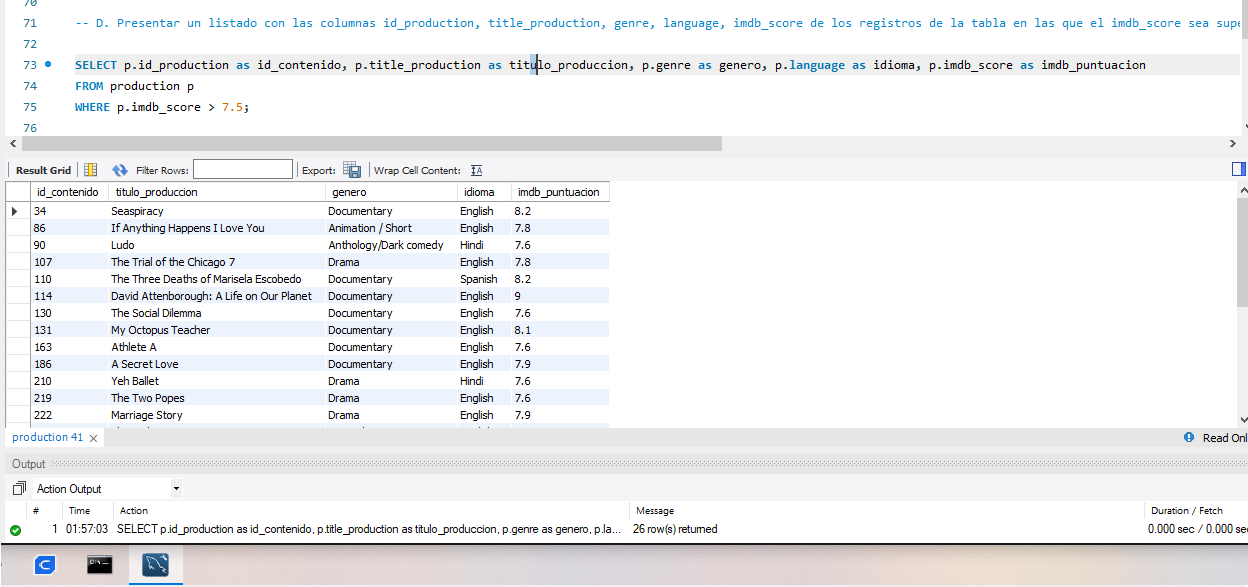 70
71 -- D. Presentar un listado con las columnas id_production, title_production, genre, language, imdb_score de los registros de la tabla en las que el imdb_score sea supe
72
73 SELECT p.id_production as id_contenido, p.title_production as titulo_produccion, p.genre as genero, p.language as idioma, p.imdb_score as imdb_puntuacion
74 FROM production p
75 WHERE p.imdb_score > 7.5;
76
Result Grid Filter Rows: Export: Wrap Cell Content:
id_contenido titulo_produccion genero idioma imdb_puntuacion
34 Seaspiracy Documentary English 8.2
86 If Anything Happens I Love You Animation / Short English 7.8
90 Ludo Anthology/Dark comedy Hindi 7.6
107 The Trial of the Chicago 7 Drama English 7.8
110 The Three Deaths of Marisela Escobedo Documentary Spanish 8.2
114 David Attenborough: A Life on Our Planet Documentary English 9
130 The Social Dilemma Documentary English 7.6
131 My Octopus Teacher Documentary English 8.1
163 Athlete A Documentary English 7.6
186 A Secret Love Documentary English 7.9
210 Yeh Ballet Drama Hindi 7.6
219 The Two Popes Drama English 7.6
222 Marriage Story Drama English 7.9
production 41 Read Onl
Output
Action Output
# Time Action Message Duration / Fetch
1 01:57:03 SELECT p.id_production as id_contenido, p.title_production as titulo_produccion, p.genre as genero, p.la... 26 row(s) returned 0.000 sec / 0.000 se